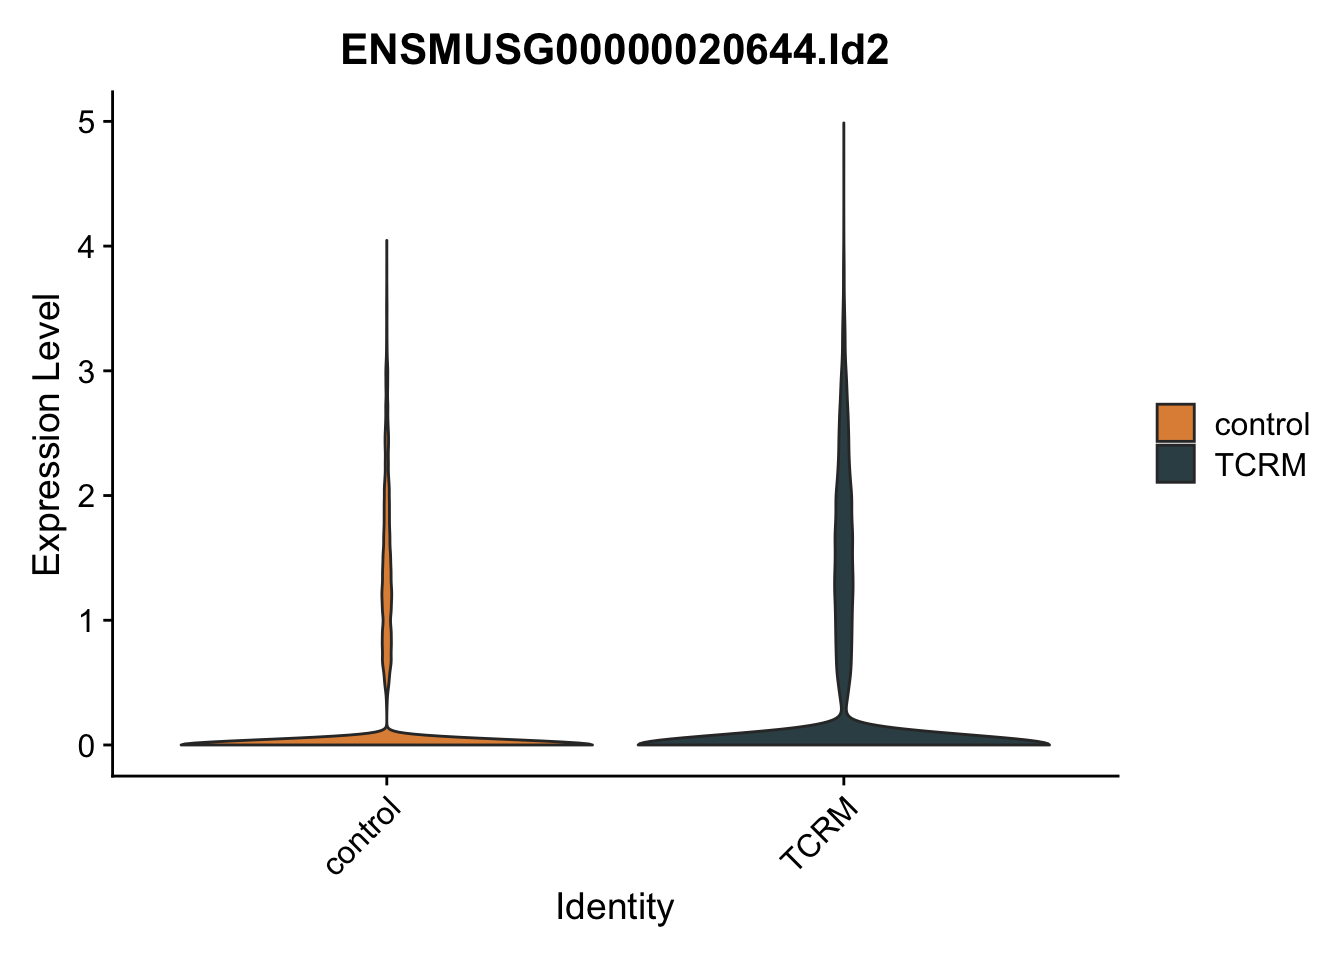 ENSMUSG00000020644.Id2
Expression Level
5
4
3
2
1
0
control
TCRM
Identity
control
TCRM